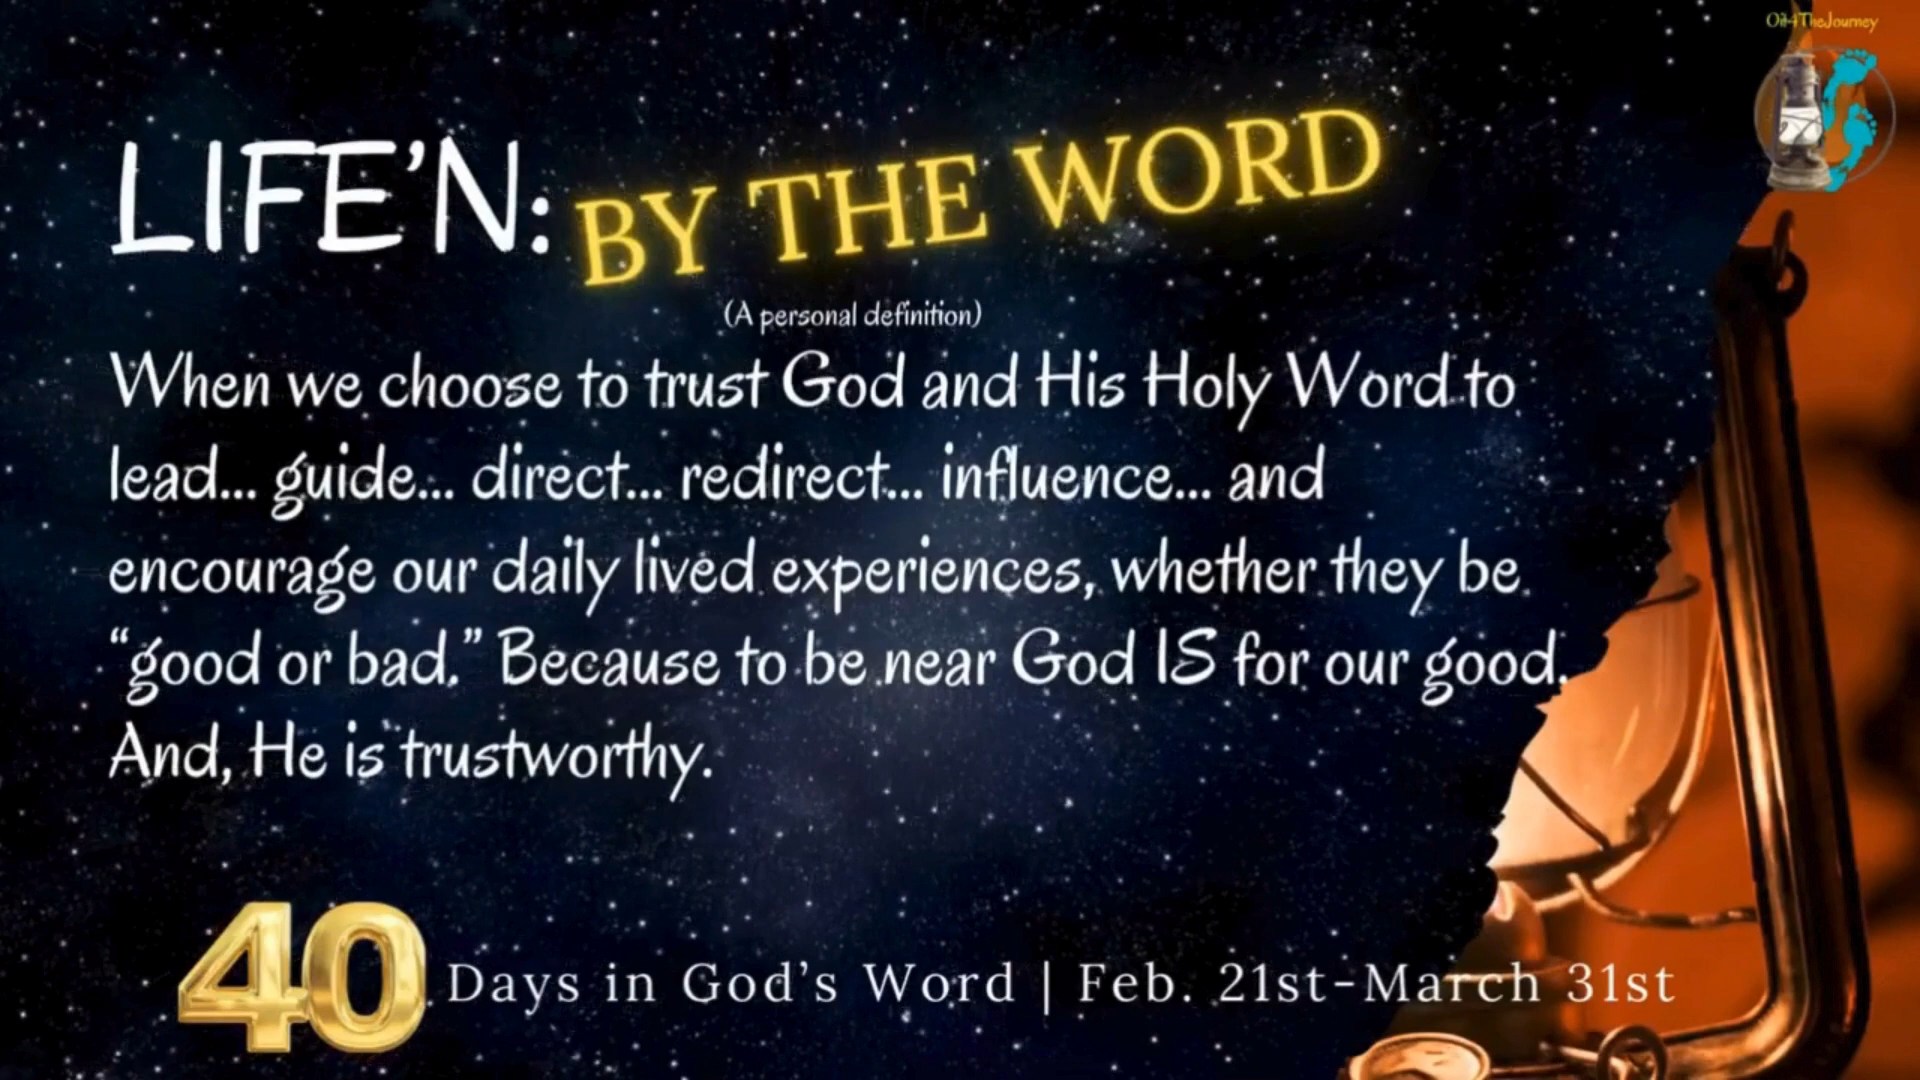 Oil4TheJourney
LIFE'N: BY THE WORD
(A personal definition)
When we choose to trust God and His Holy Word to
lead... guide... direct... redirect... influence... and
encourage our daily lived experiences, whether they be
“good or bad.” Because to be near God IS for our good.
And, He is trustworthy.
40 Days in God's Word | Feb. 21st-March 31st